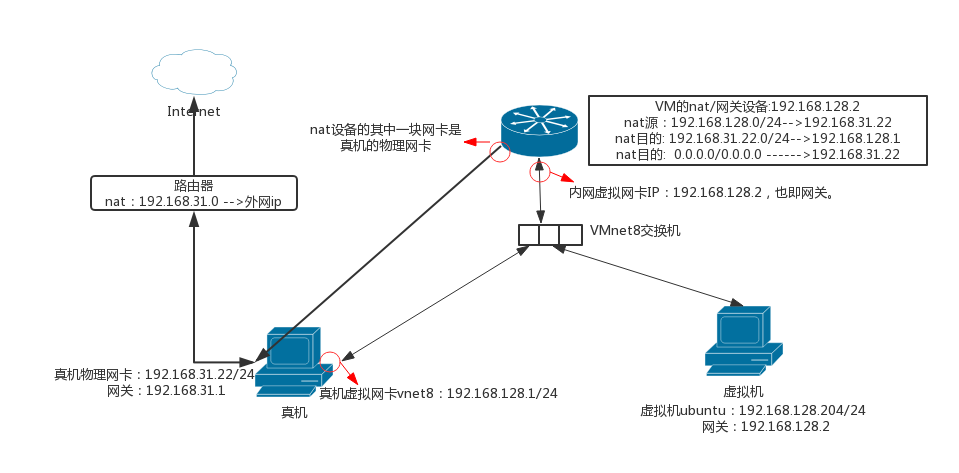 Internet
nat设备的其中一块网卡是
真机的物理网卡
VM的nat/网关设备:192.168.128.2
nat源：192.168.128.0/24-->192.168.31.22
nat目的: 192.168.31.22.0/24-->192.168.128.1
nat目的:  0.0.0.0/0.0.0.0 ------>192.168.31.22
路由器
nat：192.168.31.0 -->外网ip
内网虚拟网卡IP：192.168.128.2，也即网关。
VMnet8交换机
真机物理网卡：192.168.31.22/24
网关：192.168.31.1
真机虚拟网卡vnet8：192.168.128.1/24
真机
虚拟机
虚拟机ubuntu：192.168.128.204/24
网关：192.168.128.2